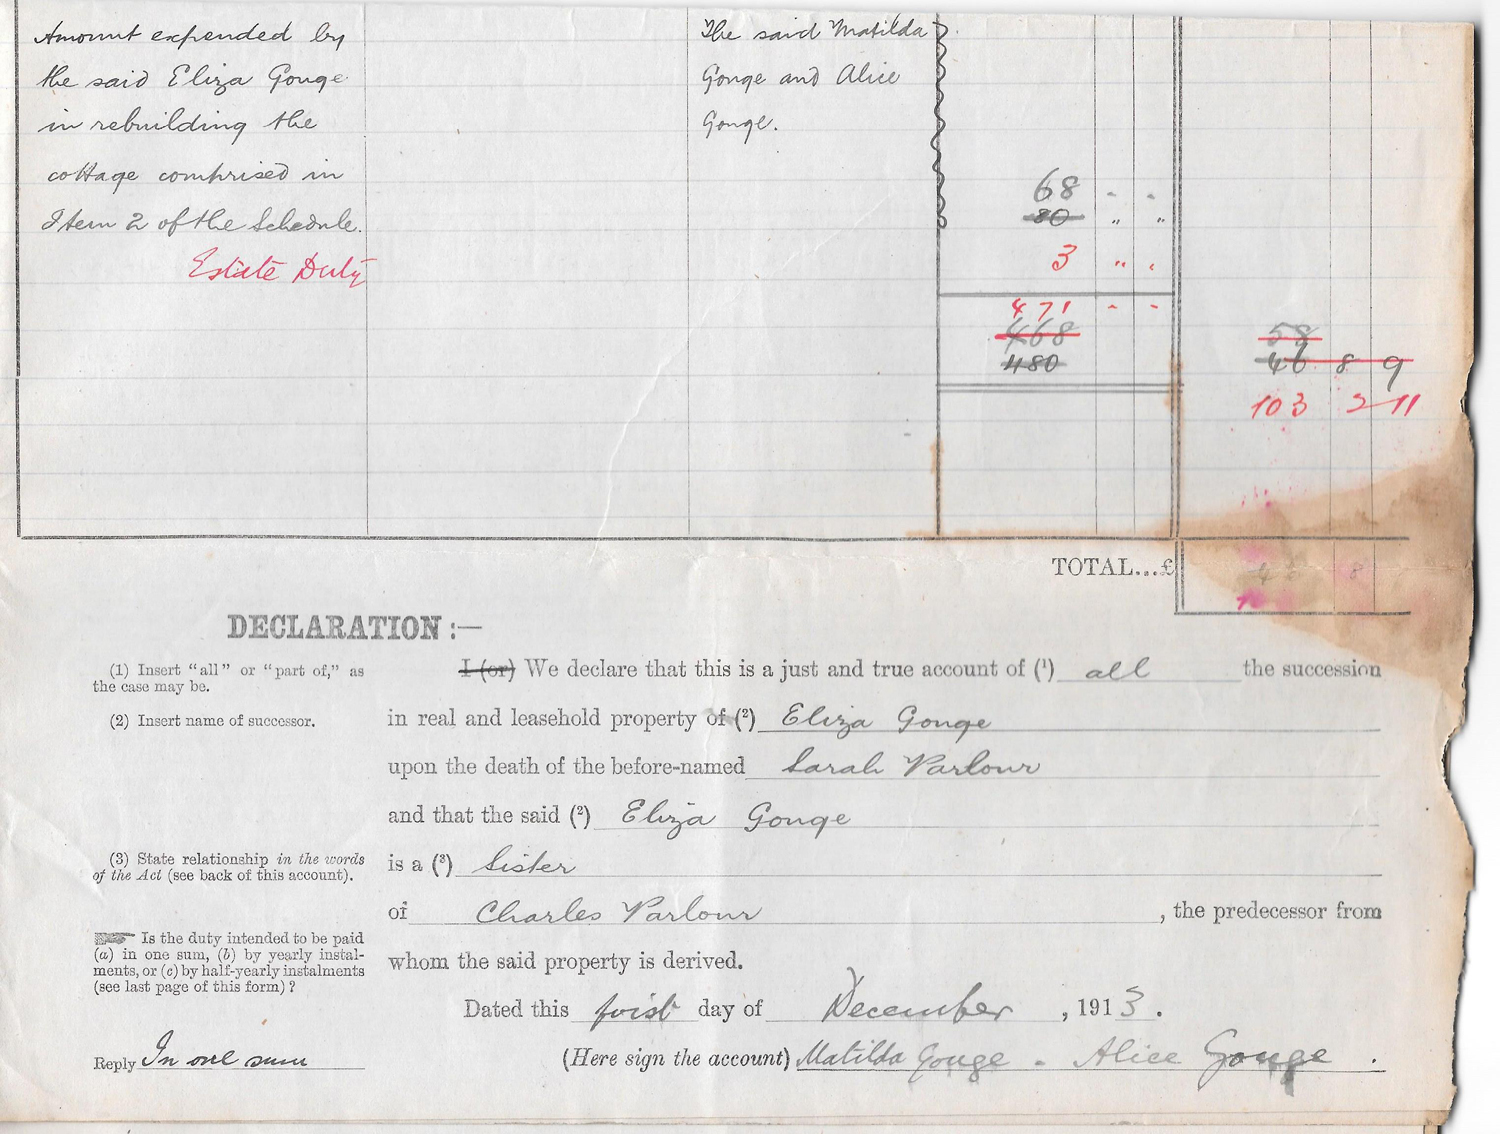 Amount expended by
the said Eliza Gouge
in rebuilding the
cottage comprised in
Item 2 of the Schedule.
Estate Duty
The said Matilda
Gouge and Alice
Gouge.
68 - -
80 " "
3 " "
471 - -
468
480
58
46 8 9
103 2 11
TOTAL...£
8
DECLARATION :—
(1) Insert "all" or "part of," as
the case may be.
(2) Insert name of successor.
(3) State relationship in the words
of the Act (see back of this account).
Is the duty intended to be paid
(a) in one sum, (b) by yearly instal-
ments, or (c) by half-yearly instalments
(see last page of this form) ?
Reply In one sum
I (or) We declare that this is a just and true account of (1) all the succession
in real and leasehold property of (2) Eliza Gouge
upon the death of the before-named Sarah Parlour
and that the said (2) Eliza Gouge
is a (3) Sister
of Charles Parlour, the predecessor from
whom the said property is derived.
Dated this first day of December, 1913.
(Here sign the account) Matilda Gouge - Alice Gouge.